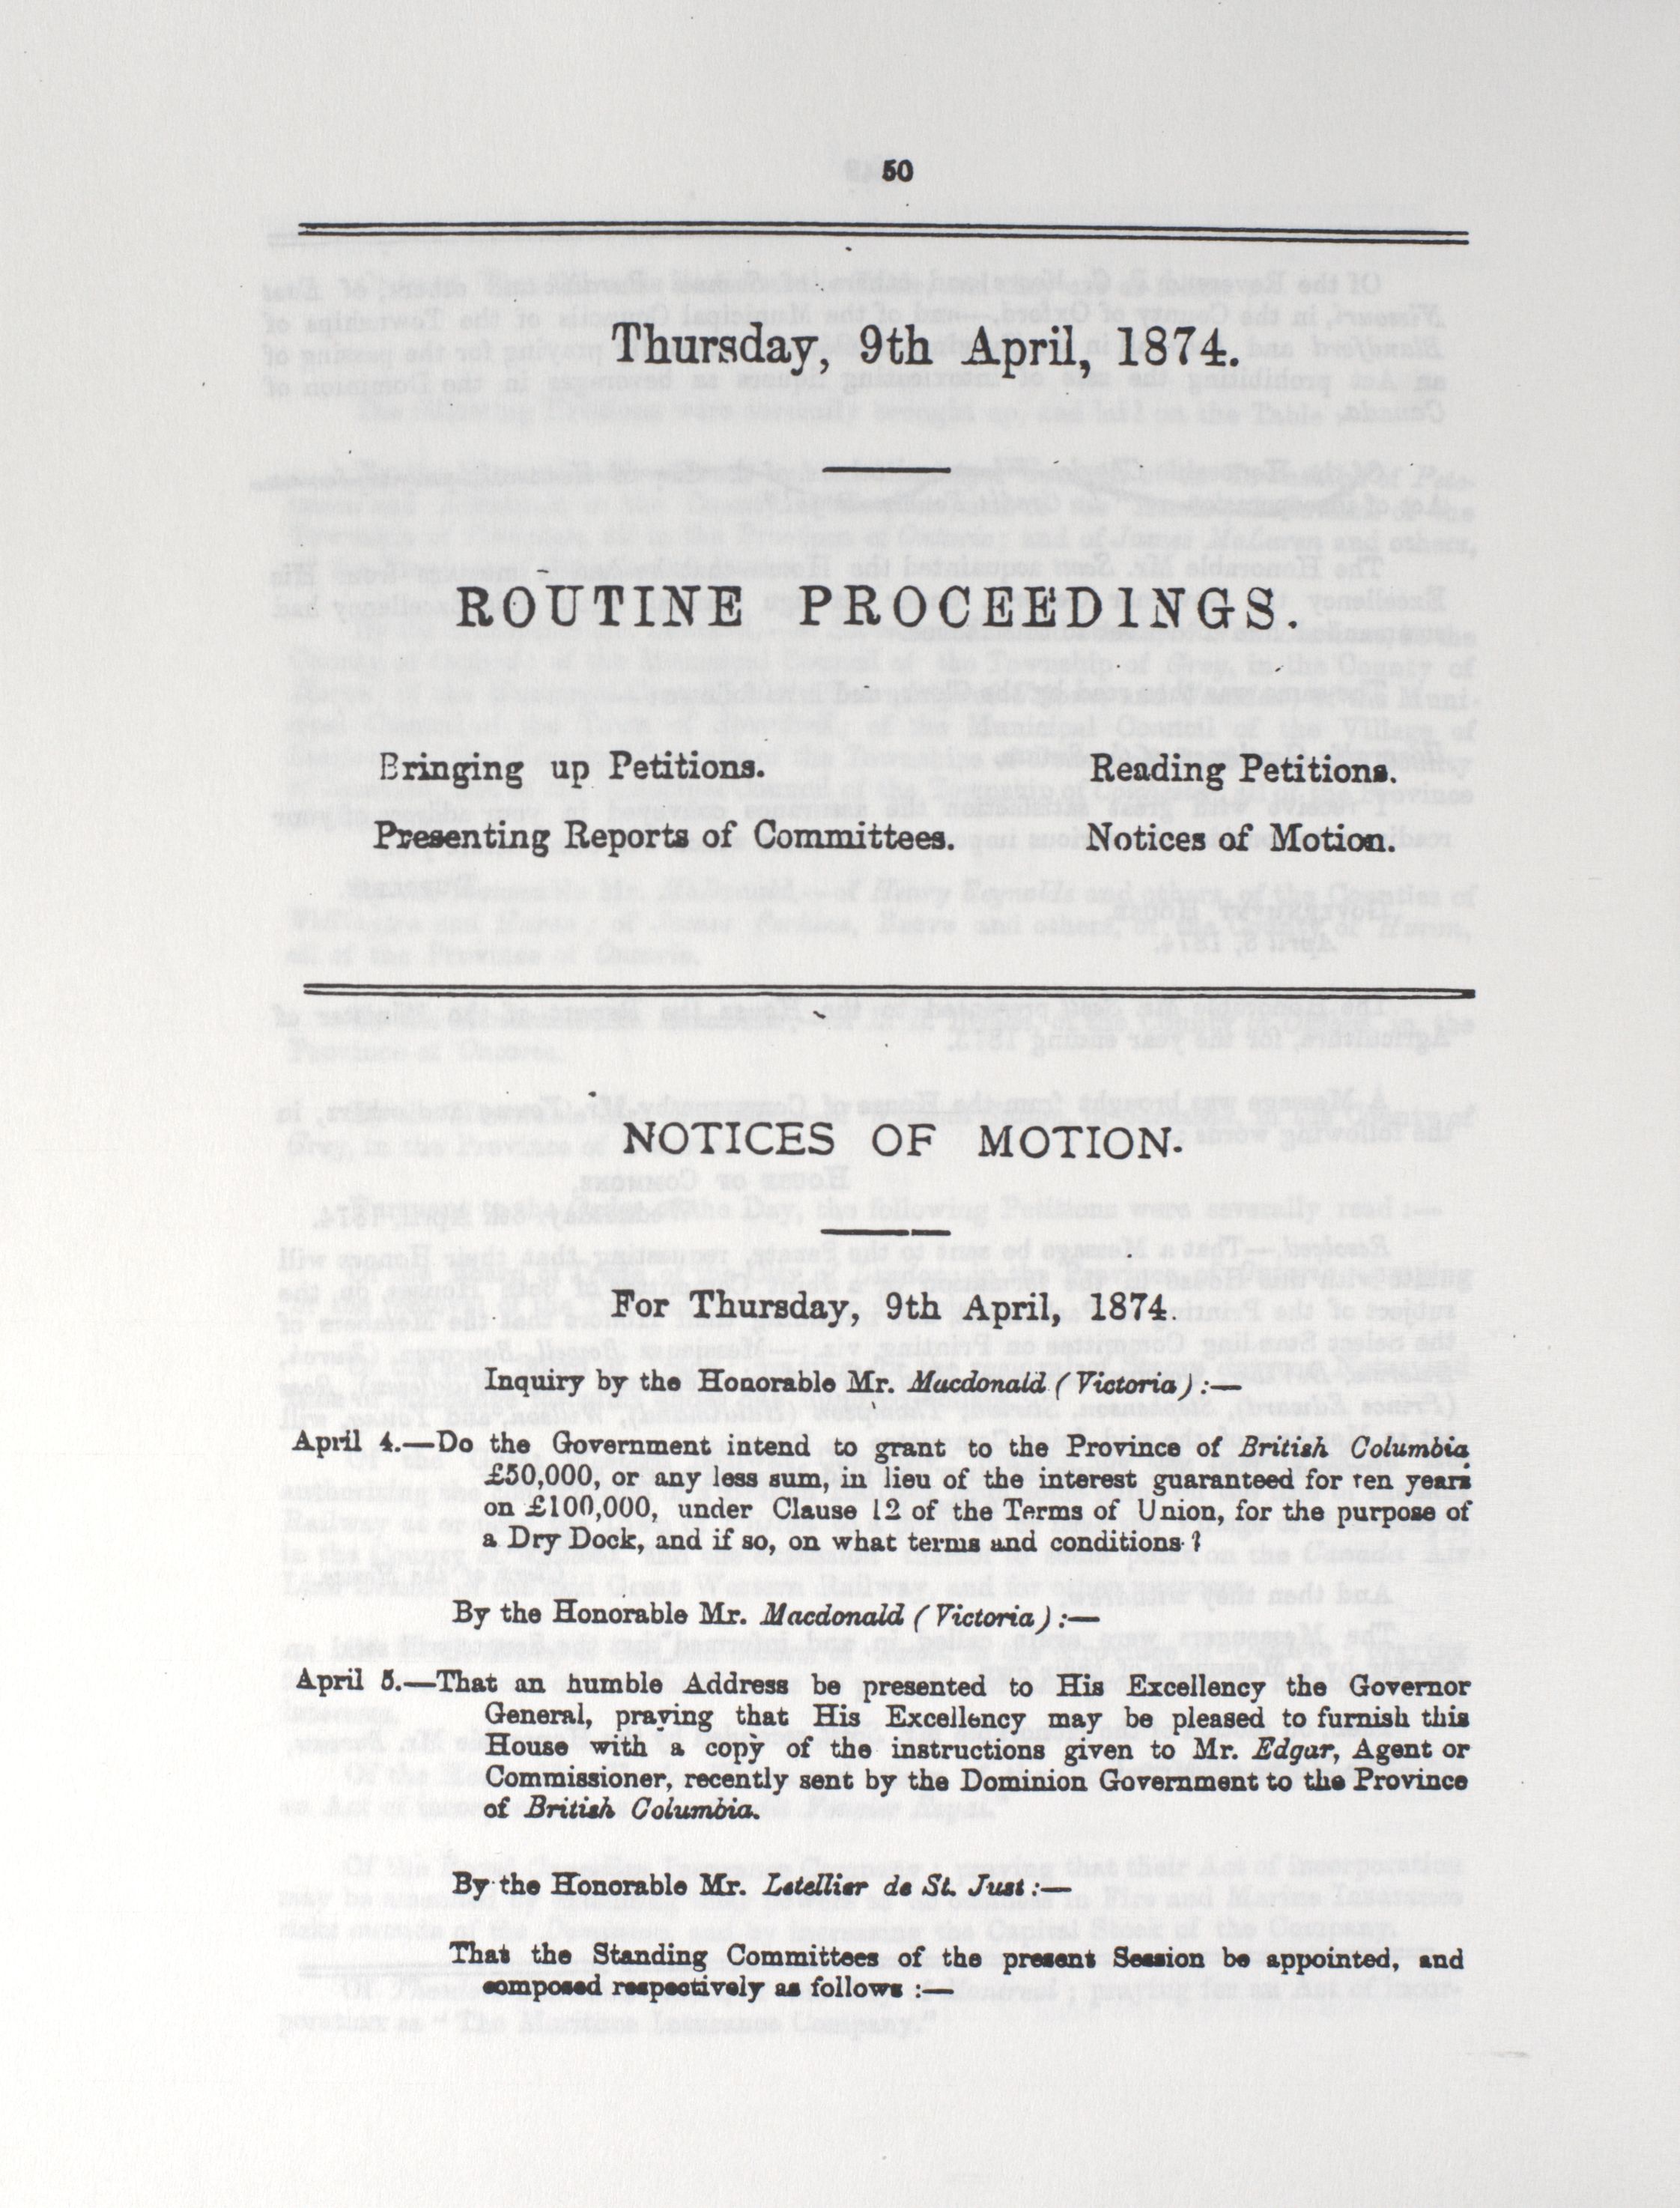 50
Thursday, 9th April, 1874.
ROUTINE PROCEEDINGS.
Bringing up Petitions. Reading Petitions.
Presenting Reports of Committees. Notices of Motion.
NOTICES OF MOTION.
For Thursday, 9th April, 1874.
Inquiry by the Honorable Mr. Macdonald (Victoria):—
April 4.—Do the Government intend to grant to the Province of British Columbia
£50,000, or any less sum, in lieu of the interest guaranteed for ten years
on £100,000, under Clause 12 of the Terms of Union, for the purpose of
a Dry Dock, and if so, on what terms and conditions?
By the Honorable Mr. Macdonald (Victoria):—
April 5.—That an humble Address be presented to His Excellency the Governor
General, praying that His Excellency may be pleased to furnish this
House with a copy of the instructions given to Mr. Edgar, Agent or
Commissioner, recently sent by the Dominion Government to the Province
of British Columbia.
By the Honorable Mr. Letellier de St. Just:—
That the Standing Committees of the present Session be appointed, and
composed respectively as follows:—